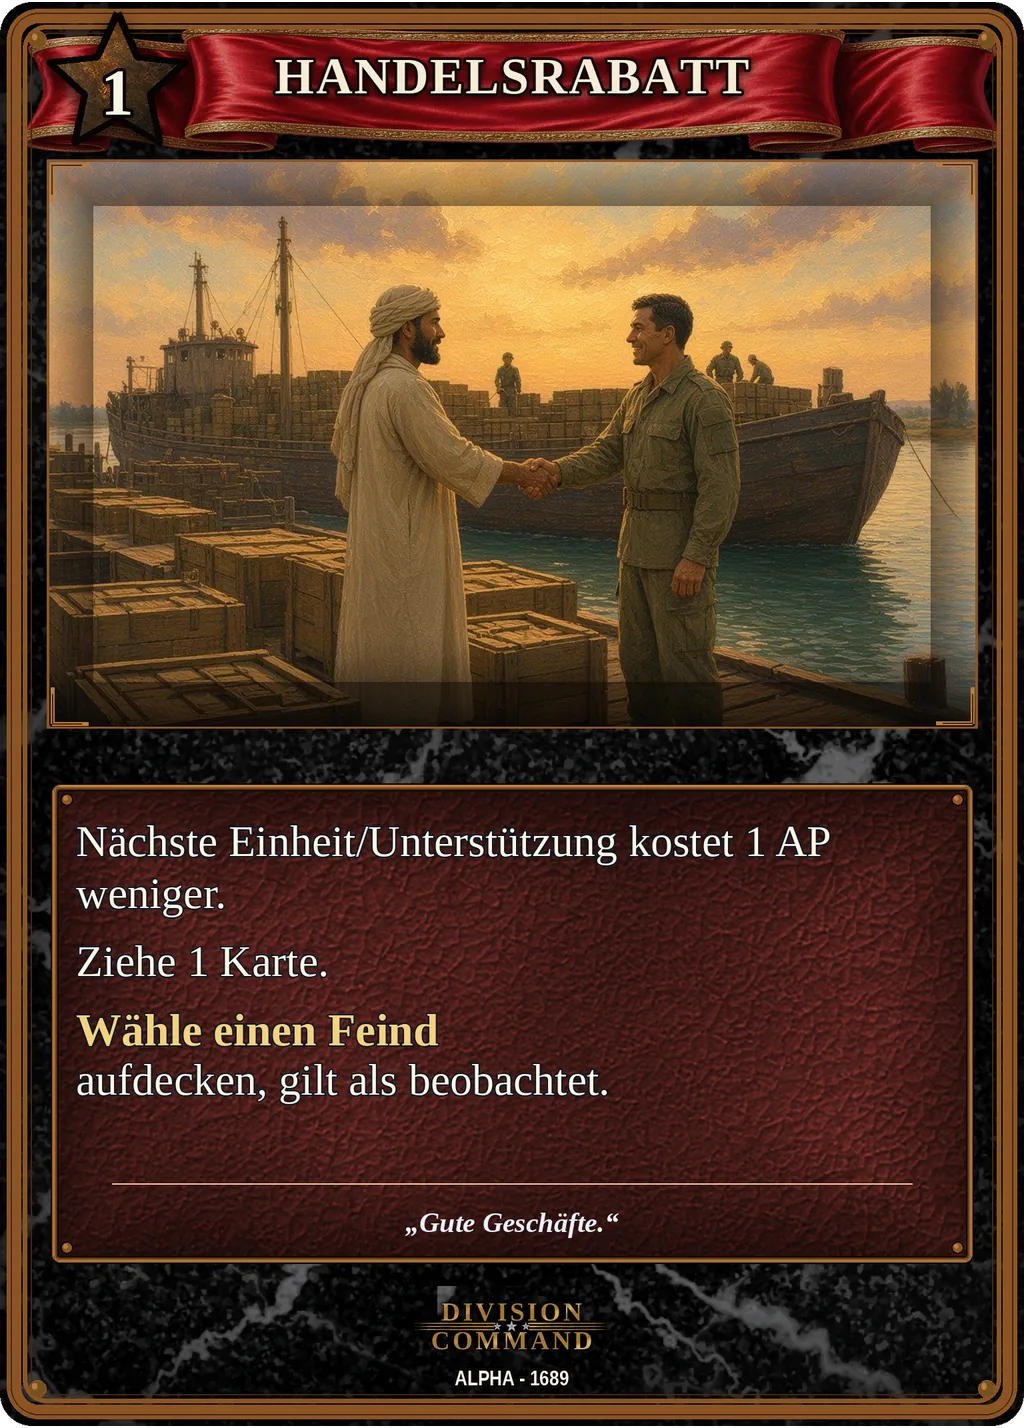 1
HANDELSRABATT
Nächste Einheit/Unterstützung kostet 1 AP
weniger.
Ziehe 1 Karte.
Wähle einen Feind
aufdecken, gilt als beobachtet.
„Gute Geschäfte.“
DIVISION
COMMAND
ALPHA - 1689